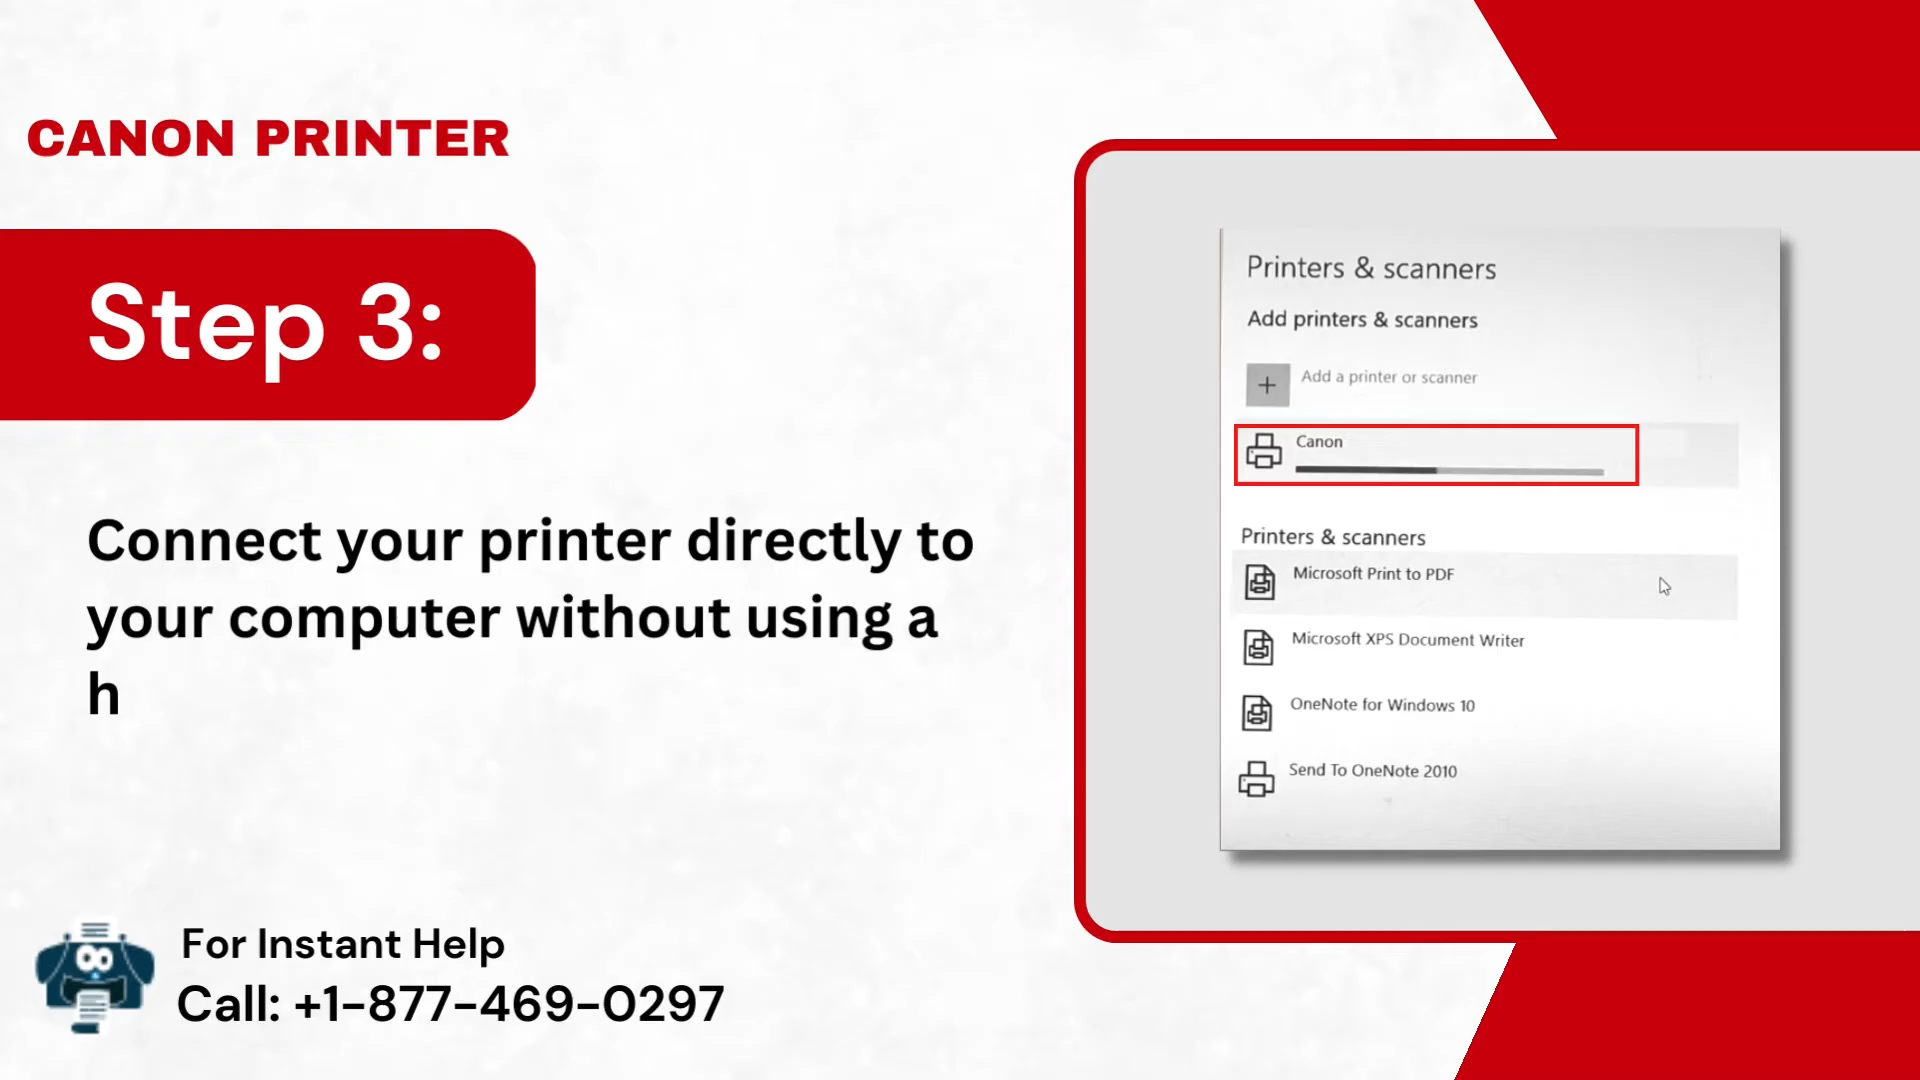 CANON PRINTER
Step 3:
Connect your printer directly to
your computer without using a
h
For Instant Help
Call: +1-877-469-0297
Printers & scanners
Add printers & scanners
+ Add a printer or scanner
Canon
Printers & scanners
Microsoft Print to PDF
Microsoft XPS Document Writer
OneNote for Windows 10
Send To OneNote 2010